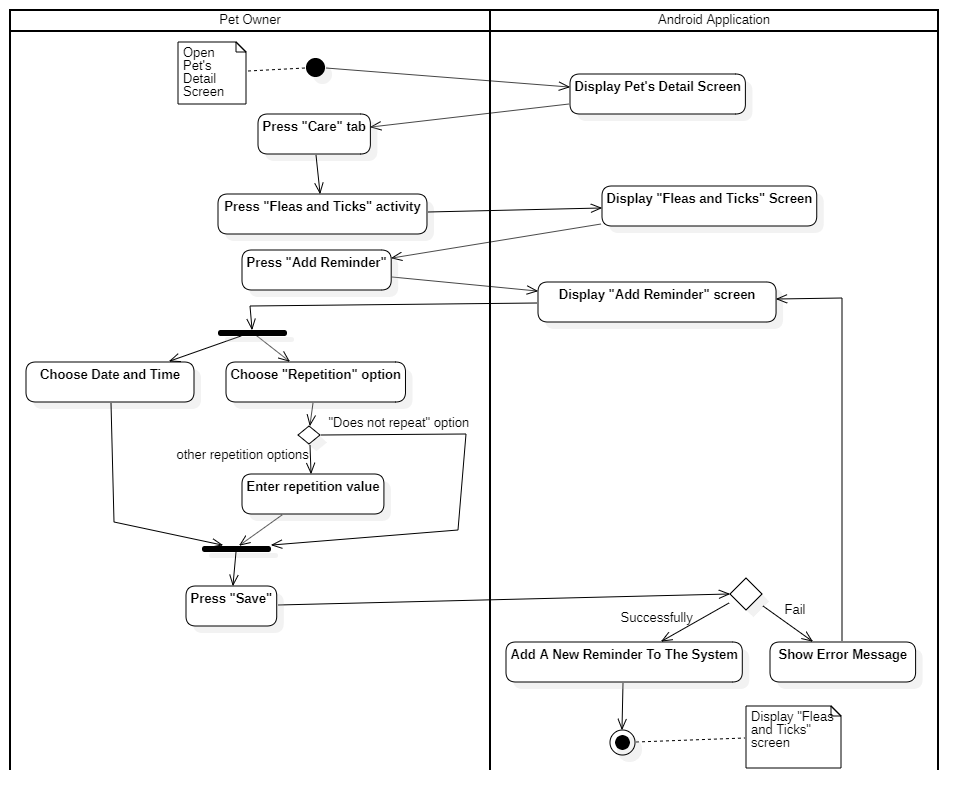 Pet Owner
Android Application
Open
Pet's
Detail
Screen
Display Pet's Detail Screen
Press "Care" tab
Press "Fleas and Ticks" activity
Display "Fleas and Ticks" Screen
Press "Add Reminder"
Display "Add Reminder" screen
Choose Date and Time
Choose "Repetition" option
"Does not repeat" option
other repetition options
Enter repetition value
Press "Save"
Successfully
Fail
Add A New Reminder To The System
Show Error Message
Display "Fleas
and Ticks"
screen